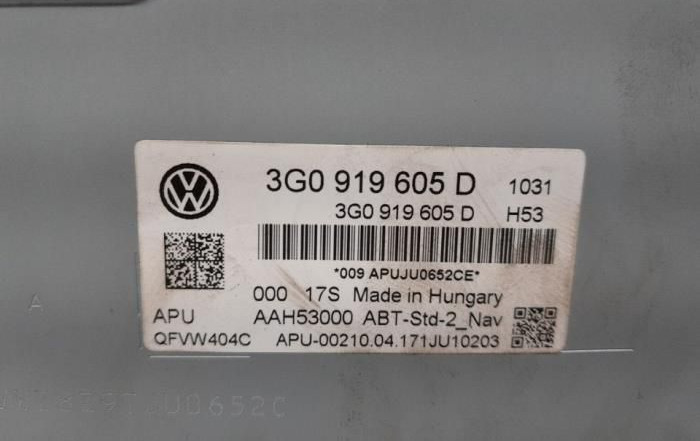 3G0 919 605 D 1031
3G0 919 605 D H53
*009 APUJU0652CE*
000 17S Made in Hungary
APU AAH53000 ABT-Std-2_Nav
QFVW404C APU-00210.04.171JU10203
A
JU0652C